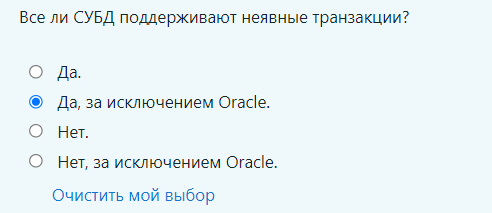 Все ли СУБД поддерживают неявные транзакции?
Да.
Да, за исключением Oracle.
Нет.
Нет, за исключением Oracle.
Очистить мой выбор